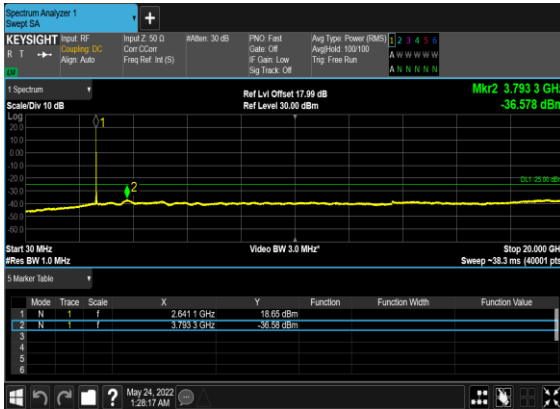 Spectrum Analyzer 1
Swept SA
+
KEYSIGHT
R T
Input: RF
Coupling: DC
Align: Auto
Input Z: 50 Ω
Corr CCorr
Freq Ref: Int (S)
#Atten: 30 dB
PNO: Fast
Gate: Off
IF Gain: Low
Sig Track: Off
Avg Type: Power (RMS)
Avg|Hold: 100/100
Trig: Free Run
1 2 3 4 5 6
A W W W W W
A N N N N N
1 Spectrum
Scale/Div 10 dB
Ref Lvl Offset 17.99 dB
Ref Level 30.00 dBm
Mkr2 3.793 3 GHz
-36.578 dBm
Log
20.0
10.0
0.00
-10.0
-20.0
-30.0
-40.0
-50.0
-60.0
1
2
DL1 -25.00 dBm
Start 30 MHz
#Res BW 1.0 MHz
Video BW 3.0 MHz*
Stop 20.000 GHz
Sweep ~38.3 ms (40001 pts)
5 Marker Table
Mode Trace Scale X Y Function Function Width Function Value
1 N 1 f 2.641 1 GHz 18.65 dBm
2 N 1 f 3.793 3 GHz -36.58 dBm
3
4
5
6
?
May 24, 2022
1:28:17 AM